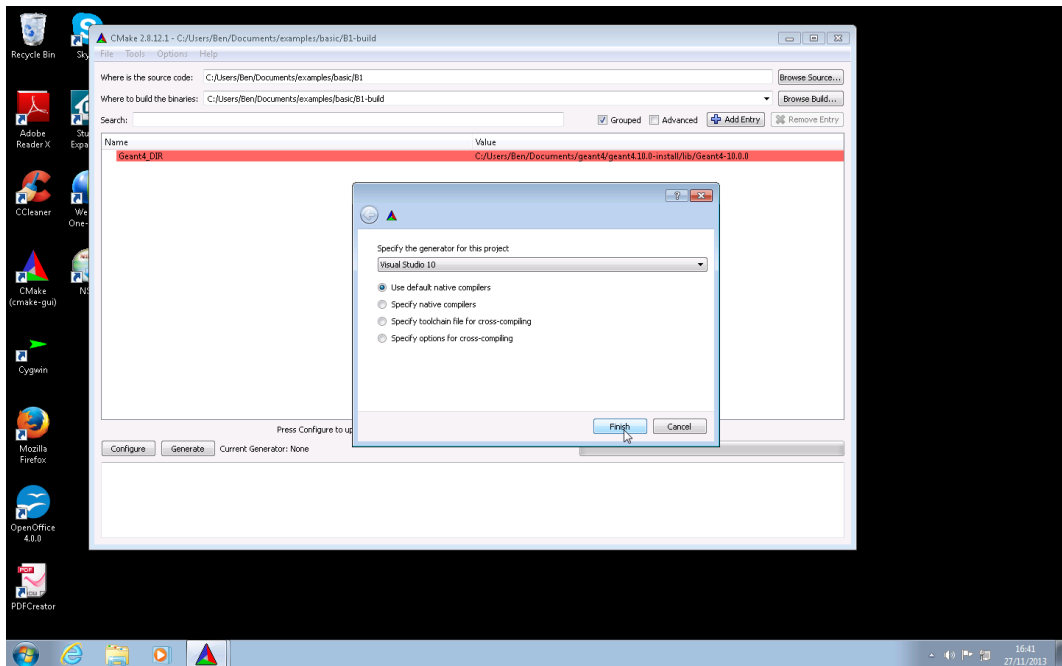 Recycle Bin
Sky
Adobe
Reader X
Stu
Expa
CCleaner
We
One-
CMake
(cmake-gui)
NS
Cygwin
Mozilla
Firefox
OpenOffice
4.0.0
PDFCreator
CMake 2.8.12.1 - C:/Users/Ben/Documents/examples/basic/B1-build
File Tools Options Help
Where is the source code: C:/Users/Ben/Documents/examples/basic/B1 Browse Source...
Where to build the binaries: C:/Users/Ben/Documents/examples/basic/B1-build Browse Build...
Search: Grouped Advanced Add Entry Remove Entry
Name Value
Geant4_DIR C:/Users/Ben/Documents/geant4/geant4.10.0-install/lib/Geant4-10.0.0
Specify the generator for this project
Visual Studio 10
Use default native compilers
Specify native compilers
Specify toolchain file for cross-compiling
Specify options for cross-compiling
Finish Cancel
Press Configure to up
Configure Generate Current Generator: None
16:41
27/11/2013